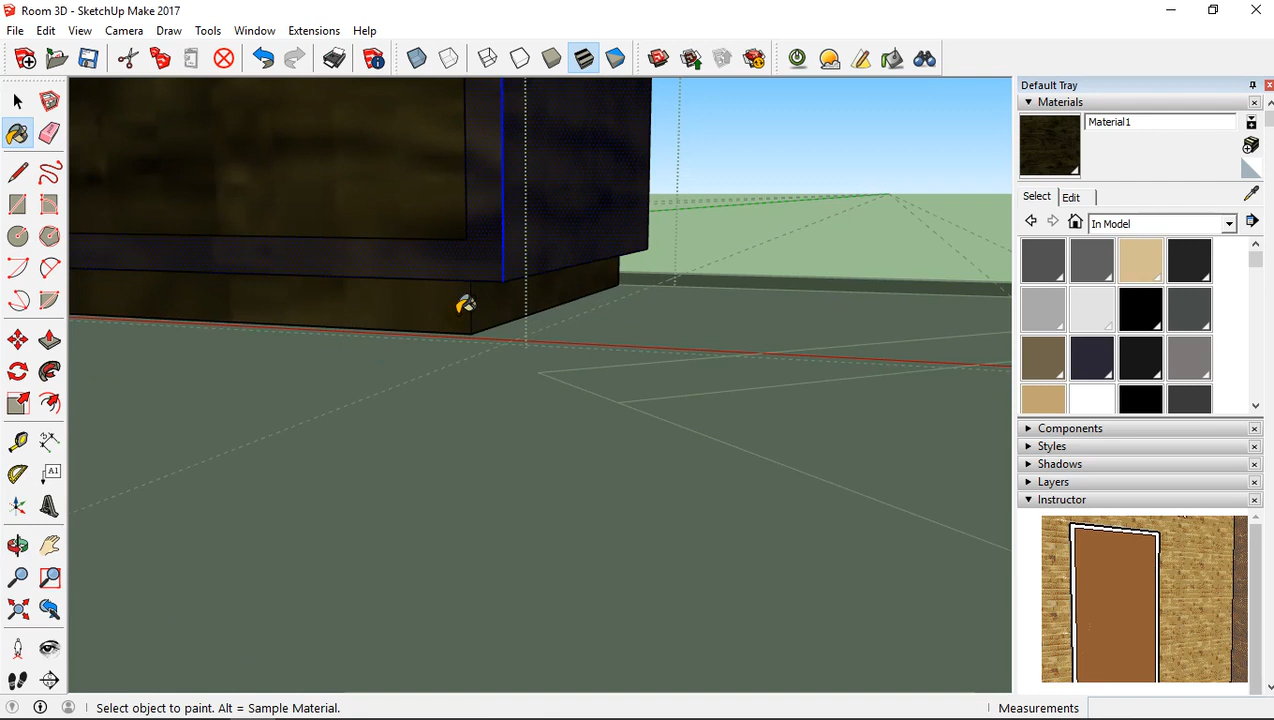 Room 3D - SketchUp Make 2017
File Edit View Camera Draw Tools Window Extensions Help
Default Tray
Materials
Material1
Select Edit
In Model
Components
Styles
Shadows
Layers
Instructor
A1
Select object to paint. Alt = Sample Material.
Measurements